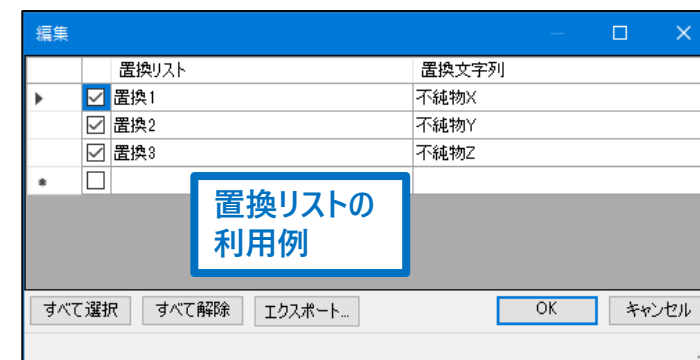 編集
置換リスト 置換文字列
置換1 不純物X
置換2 不純物Y
置換3 不純物Z
置換リストの
利用例
すべて選択 すべて解除 エクスポート... OK キャンセル